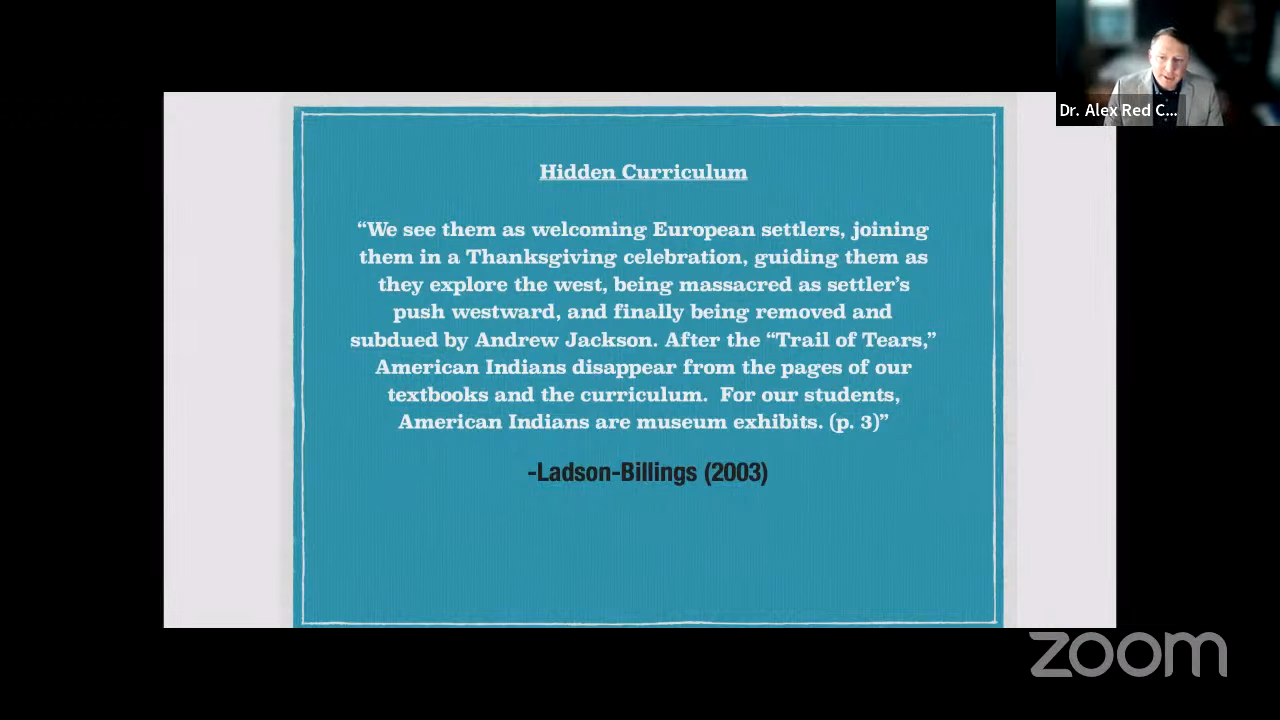 Dr. Alex Red C...
Hidden Curriculum
“We see them as welcoming European settlers, joining
them in a Thanksgiving celebration, guiding them as
they explore the west, being massacred as settler’s
push westward, and finally being removed and
subdued by Andrew Jackson. After the “Trail of Tears,”
American Indians disappear from the pages of our
textbooks and the curriculum.  For our students,
American Indians are museum exhibits. (p. 3)”
-Ladson-Billings (2003)
zoom